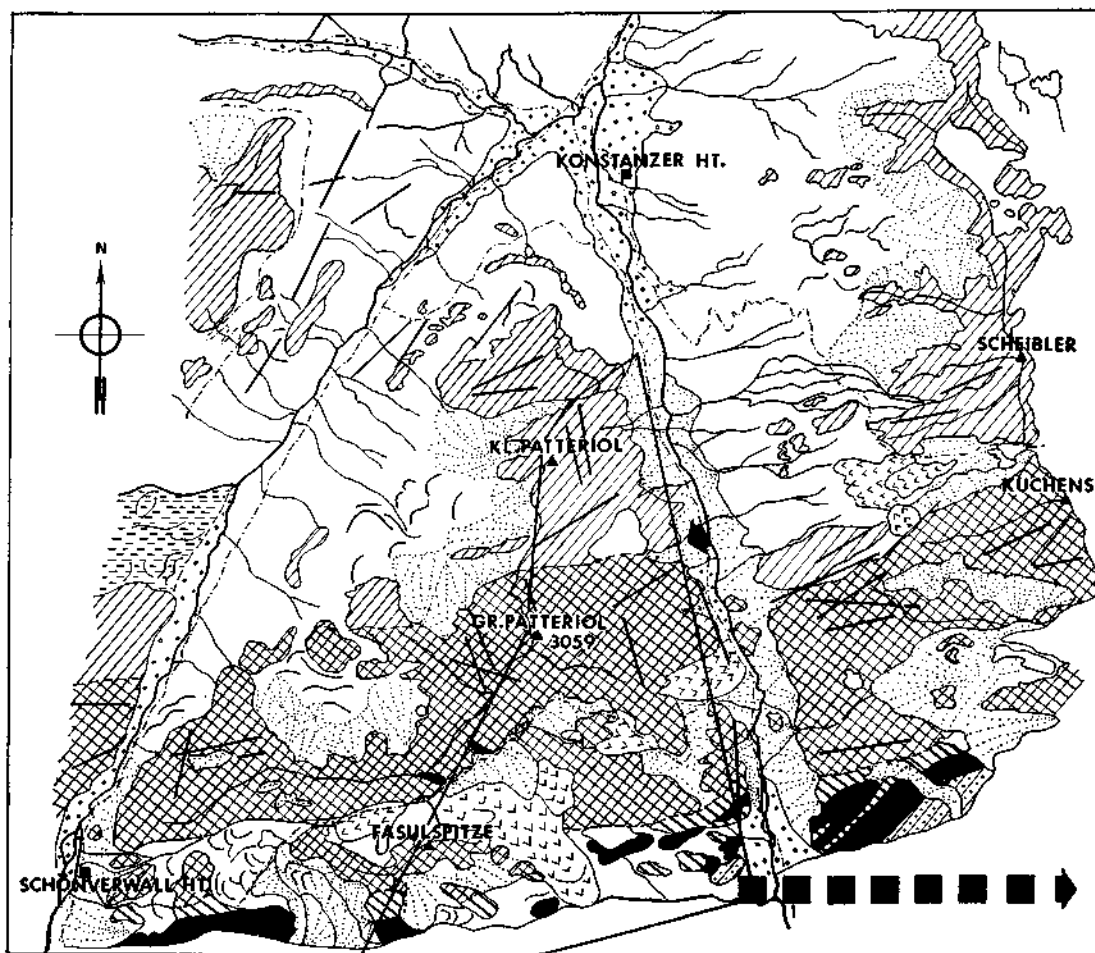 KONSTANZER HT.
N
SCHEIBLER
KL. PATTERIOL
KUCHENS
GR. PATTERIOL
3059
FASULSPITZE
SCHÖNVERWALL HT.